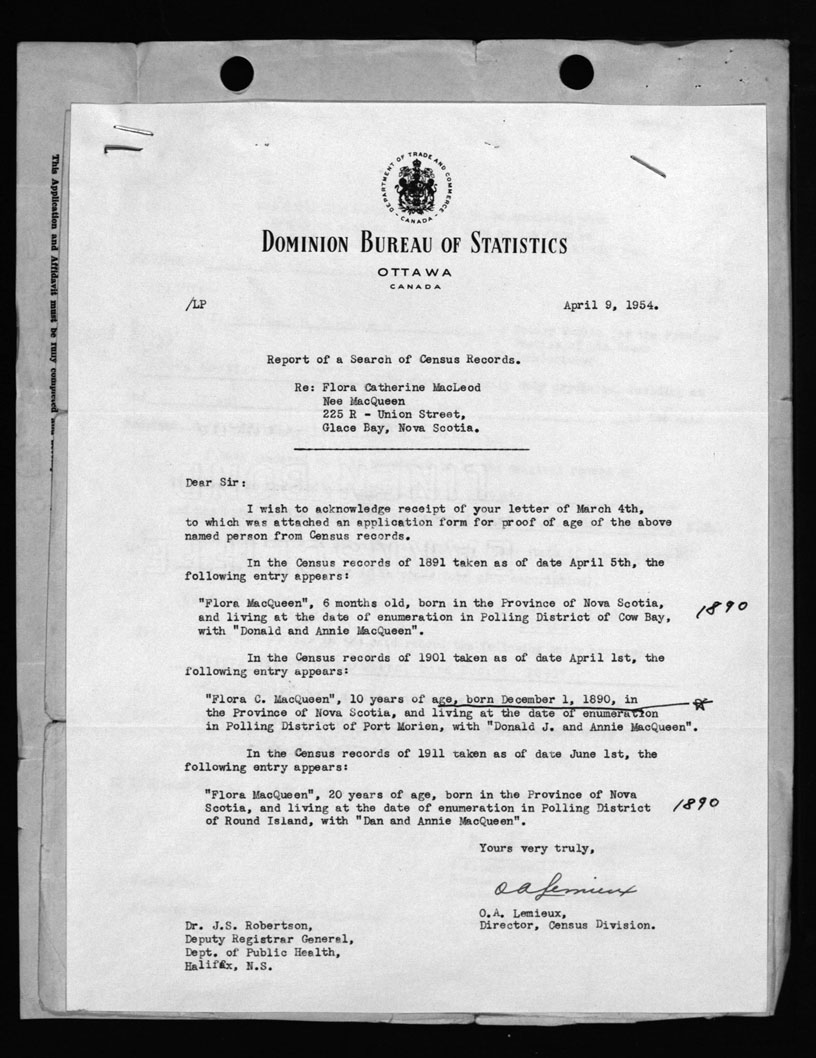 DEPARTMENT OF TRADE AND COMMERCE
- CANADA -
DOMINION BUREAU OF STATISTICS
OTTAWA
CANADA
/LP April 9, 1954.
Report of a Search of Census Records.
Re: Flora Catherine MacLeod
Nee MacQueen
225 R - Union Street,
Glace Bay, Nova Scotia.
Dear Sir:
I wish to acknowledge receipt of your letter of March 4th,
to which was attached an application form for proof of age of the above
named person from Census records.
In the Census records of 1891 taken as of date April 5th, the
following entry appears:
"Flora MacQueen", 6 months old, born in the Province of Nova Scotia,
and living at the date of enumeration in Polling District of Cow Bay,
with "Donald and Annie MacQueen".
1890
In the Census records of 1901 taken as of date April 1st, the
following entry appears:
"Flora C. MacQueen", 10 years of age, born December 1, 1890, in
the Province of Nova Scotia, and living at the date of enumeration
in Polling District of Port Morien, with "Donald J. and Annie MacQueen".
In the Census records of 1911 taken as of date June 1st, the
following entry appears:
"Flora MacQueen", 20 years of age, born in the Province of Nova
Scotia, and living at the date of enumeration in Polling District
of Round Island, with "Dan and Annie MacQueen".
1890
Yours very truly,
O A Lemieux
O.A. Lemieux,
Director, Census Division.
Dr. J.S. Robertson,
Deputy Registrar General,
Dept. of Public Health,
Halifax, N.S.
This Application and Affidavit must be fully completed and